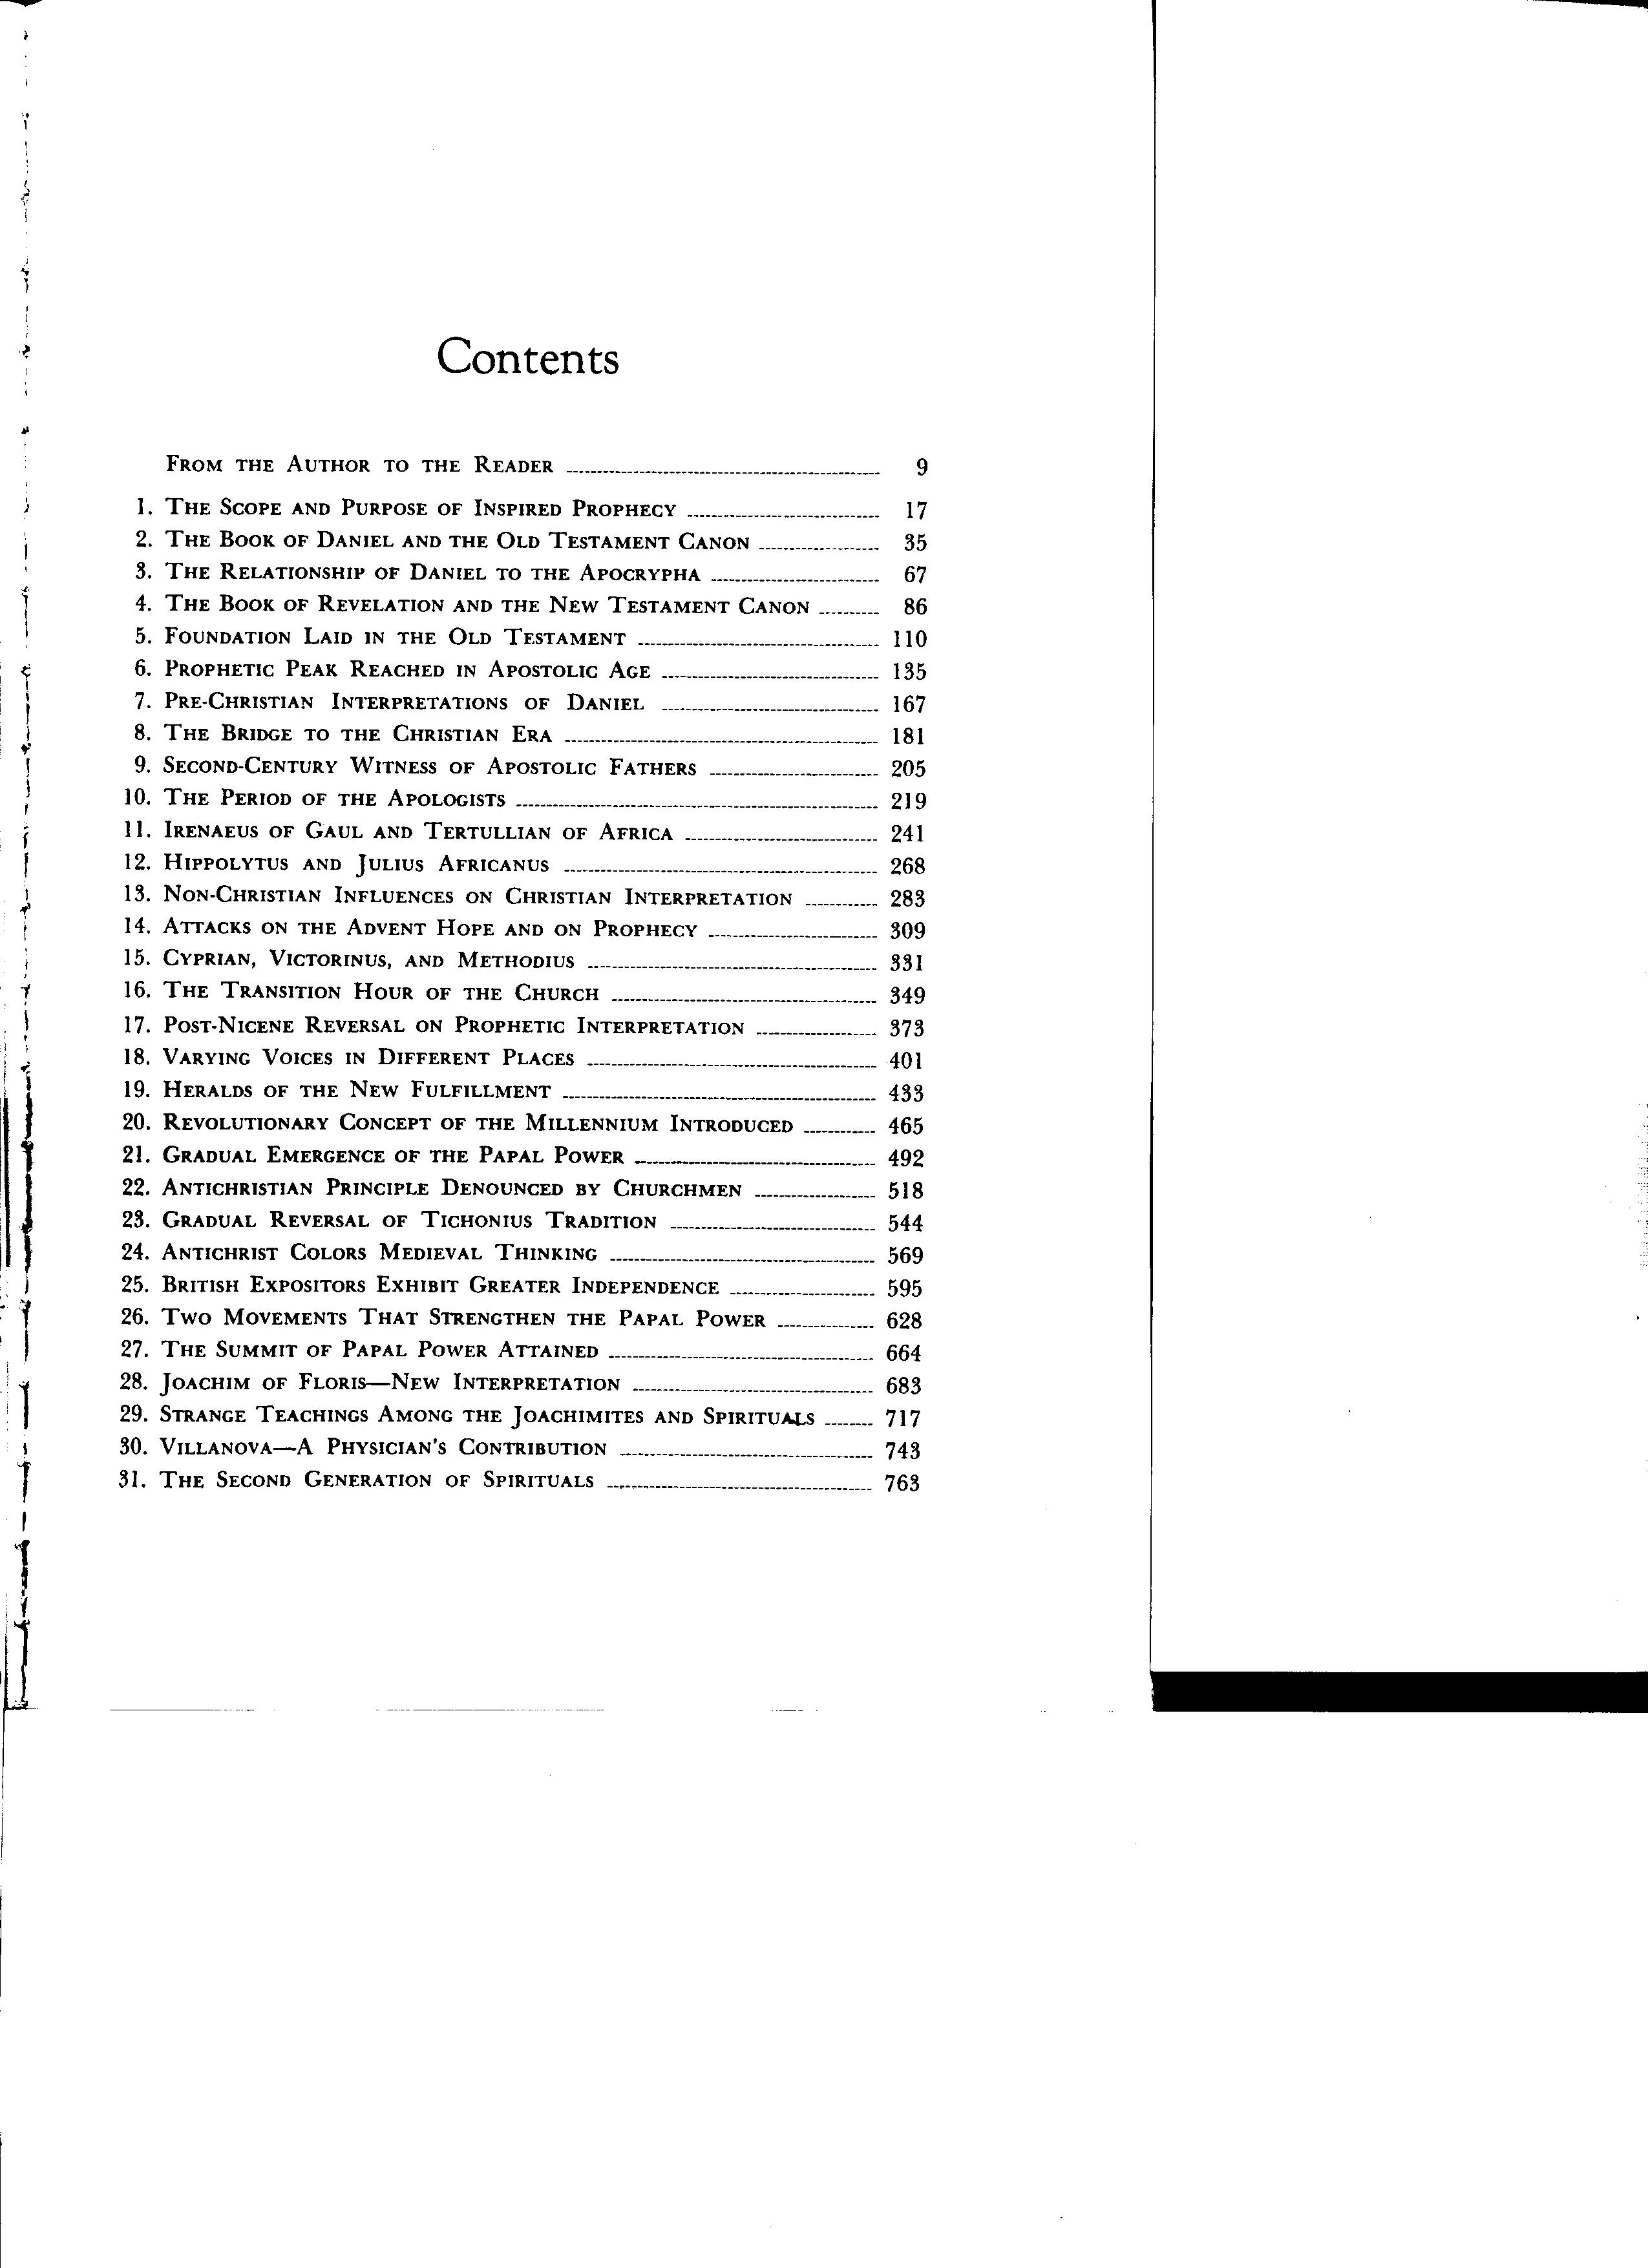 Contents
From the Author to the Reader 9
1. The Scope and Purpose of Inspired Prophecy 17
2. The Book of Daniel and the Old Testament Canon 35
3. The Relationship of Daniel to the Apocrypha 67
4. The Book of Revelation and the New Testament Canon 86
5. Foundation Laid in the Old Testament 110
6. Prophetic Peak Reached in Apostolic Age 135
7. Pre-Christian Interpretations of Daniel 167
8. The Bridge to the Christian Era 181
9. Second-Century Witness of Apostolic Fathers 205
10. The Period of the Apologists 219
11. Irenaeus of Gaul and Tertullian of Africa 241
12. Hippolytus and Julius Africanus 268
13. Non-Christian Influences on Christian Interpretation 283
14. Attacks on the Advent Hope and on Prophecy 309
15. Cyprian, Victorinus, and Methodius 331
16. The Transition Hour of the Church 349
17. Post-Nicene Reversal on Prophetic Interpretation 373
18. Varying Voices in Different Places 401
19. Heralds of the New Fulfillment 433
20. Revolutionary Concept of the Millennium Introduced 465
21. Gradual Emergence of the Papal Power 492
22. Antichristian Principle Denounced by Churchmen 518
23. Gradual Reversal of Tichonius Tradition 544
24. Antichrist Colors Medieval Thinking 569
25. British Expositors Exhibit Greater Independence 595
26. Two Movements That Strengthen the Papal Power 628
27. The Summit of Papal Power Attained 664
28. Joachim of Floris—New Interpretation 683
29. Strange Teachings Among the Joachimites and Spirituals 717
30. Villanova—A Physician's Contribution 743
31. The Second Generation of Spirituals 763